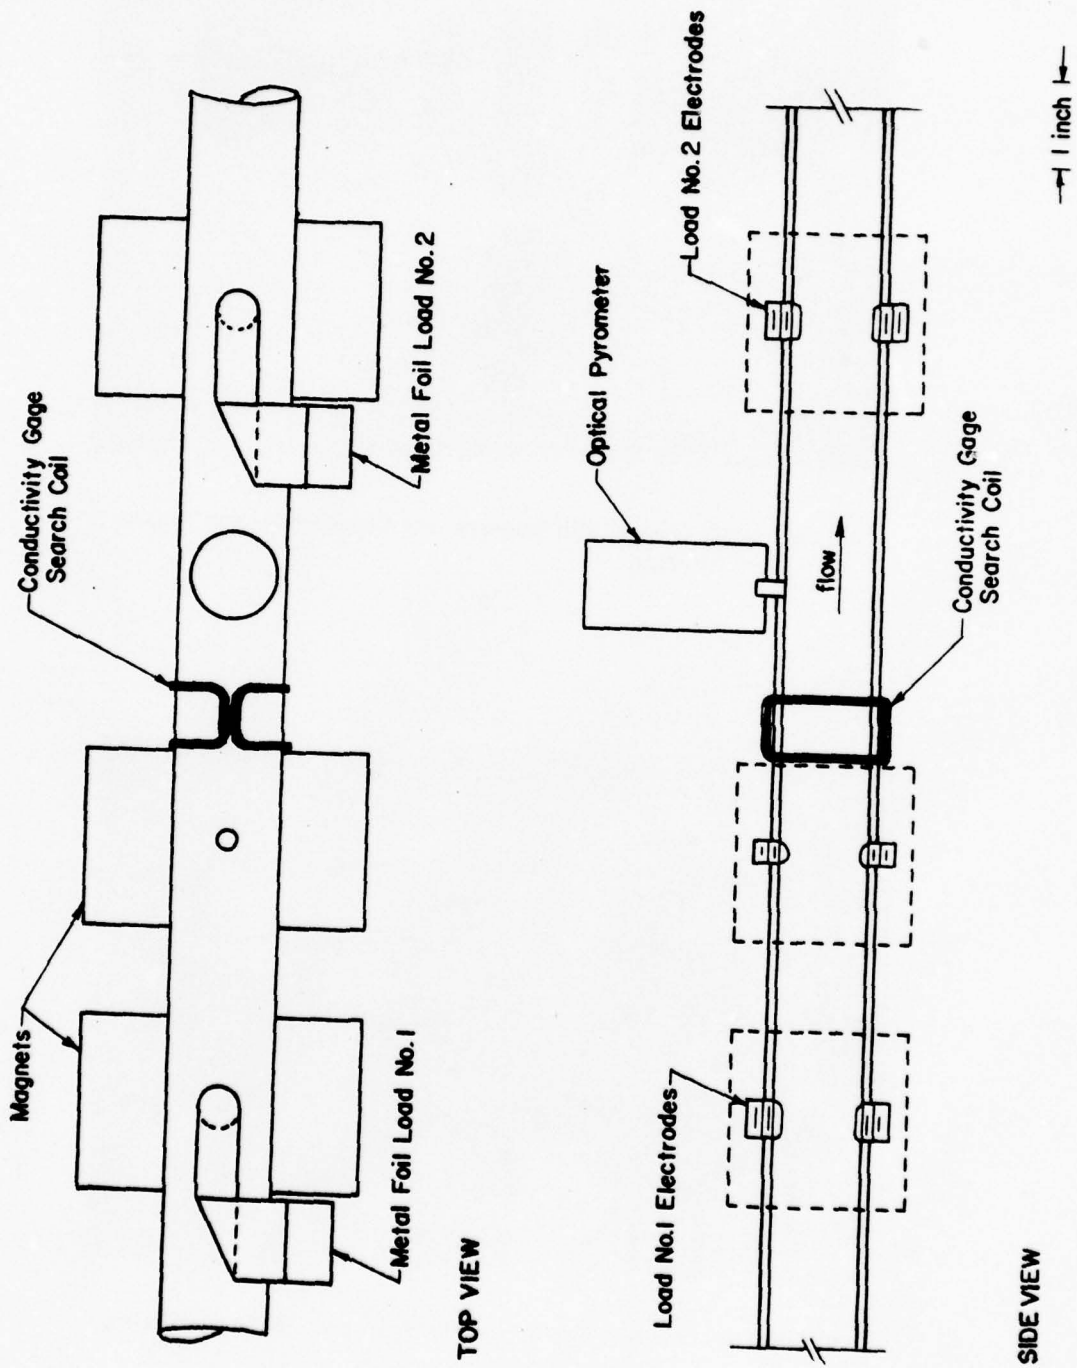 Magnets
Conductivity Gage
Search Coil
Metal Foil Load No.1
Metal Foil Load No.2
TOP VIEW
Load No.1 Electrodes
Optical Pyrometer
Load No.2 Electrodes
flow
Conductivity Gage
Search Coil
SIDE VIEW
1 inch